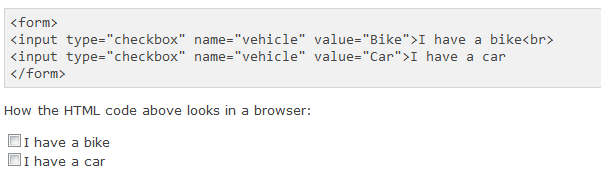 <form>
<input type="checkbox" name="vehicle" value="Bike">I have a bike<br>
<input type="checkbox" name="vehicle" value="Car">I have a car
</form>
How the HTML code above looks in a browser:
I have a bike
I have a car